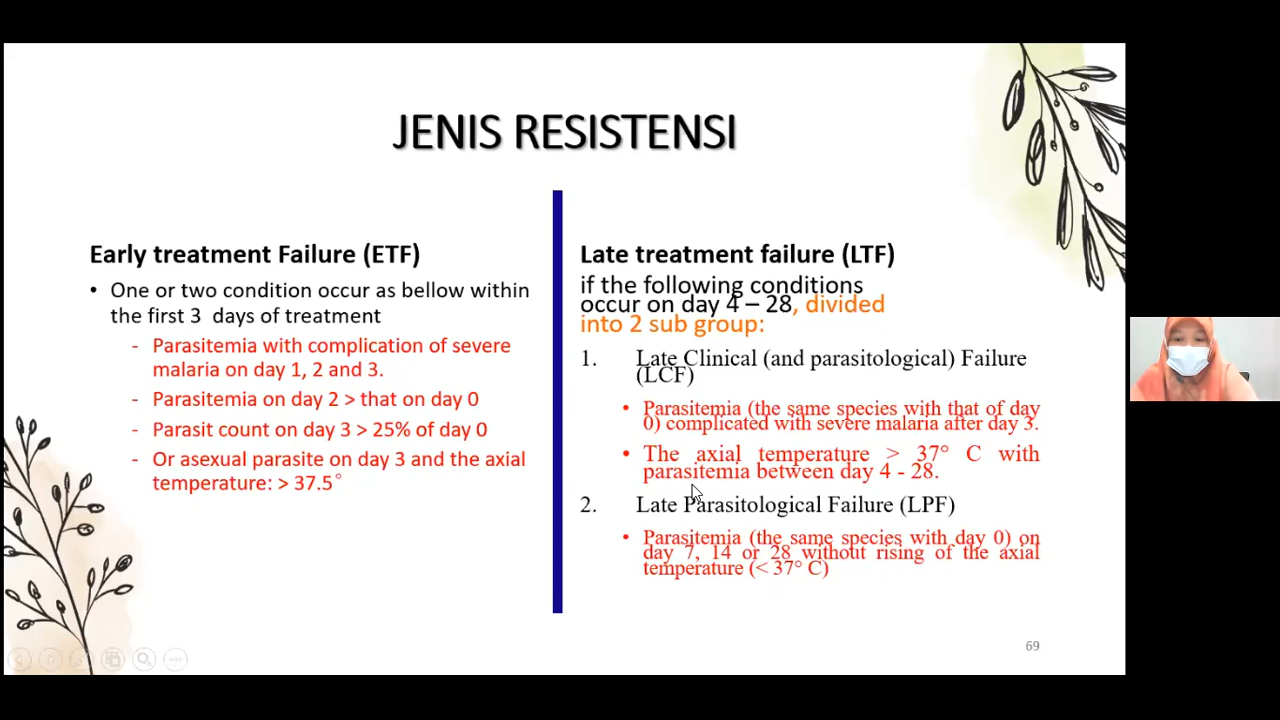 JENIS RESISTENSI
Early treatment Failure (ETF)
• One or two condition occur as bellow within
the first 3 days of treatment
- Parasitemia with complication of severe
malaria on day 1, 2 and 3.
- Parasitemia on day 2 > that on day 0
- Parasit count on day 3 > 25% of day 0
- Or asexual parasite on day 3 and the axial
temperature: > 37.5°
Late treatment failure (LTF)
if the following conditions
occur on day 4 – 28, divided
into 2 sub group:
1. Late Clinical (and parasitological) Failure
(LCF)
• Parasitemia (the same species with that of day
0) complicated with severe malaria after day 3.
• The axial temperature > 37° C with
parasitemia between day 4 - 28.
2. Late Parasitological Failure (LPF)
• Parasitemia (the same species with day 0) on
day 7, 14 or 28 without rising of the axial
temperature (< 37° C)
69